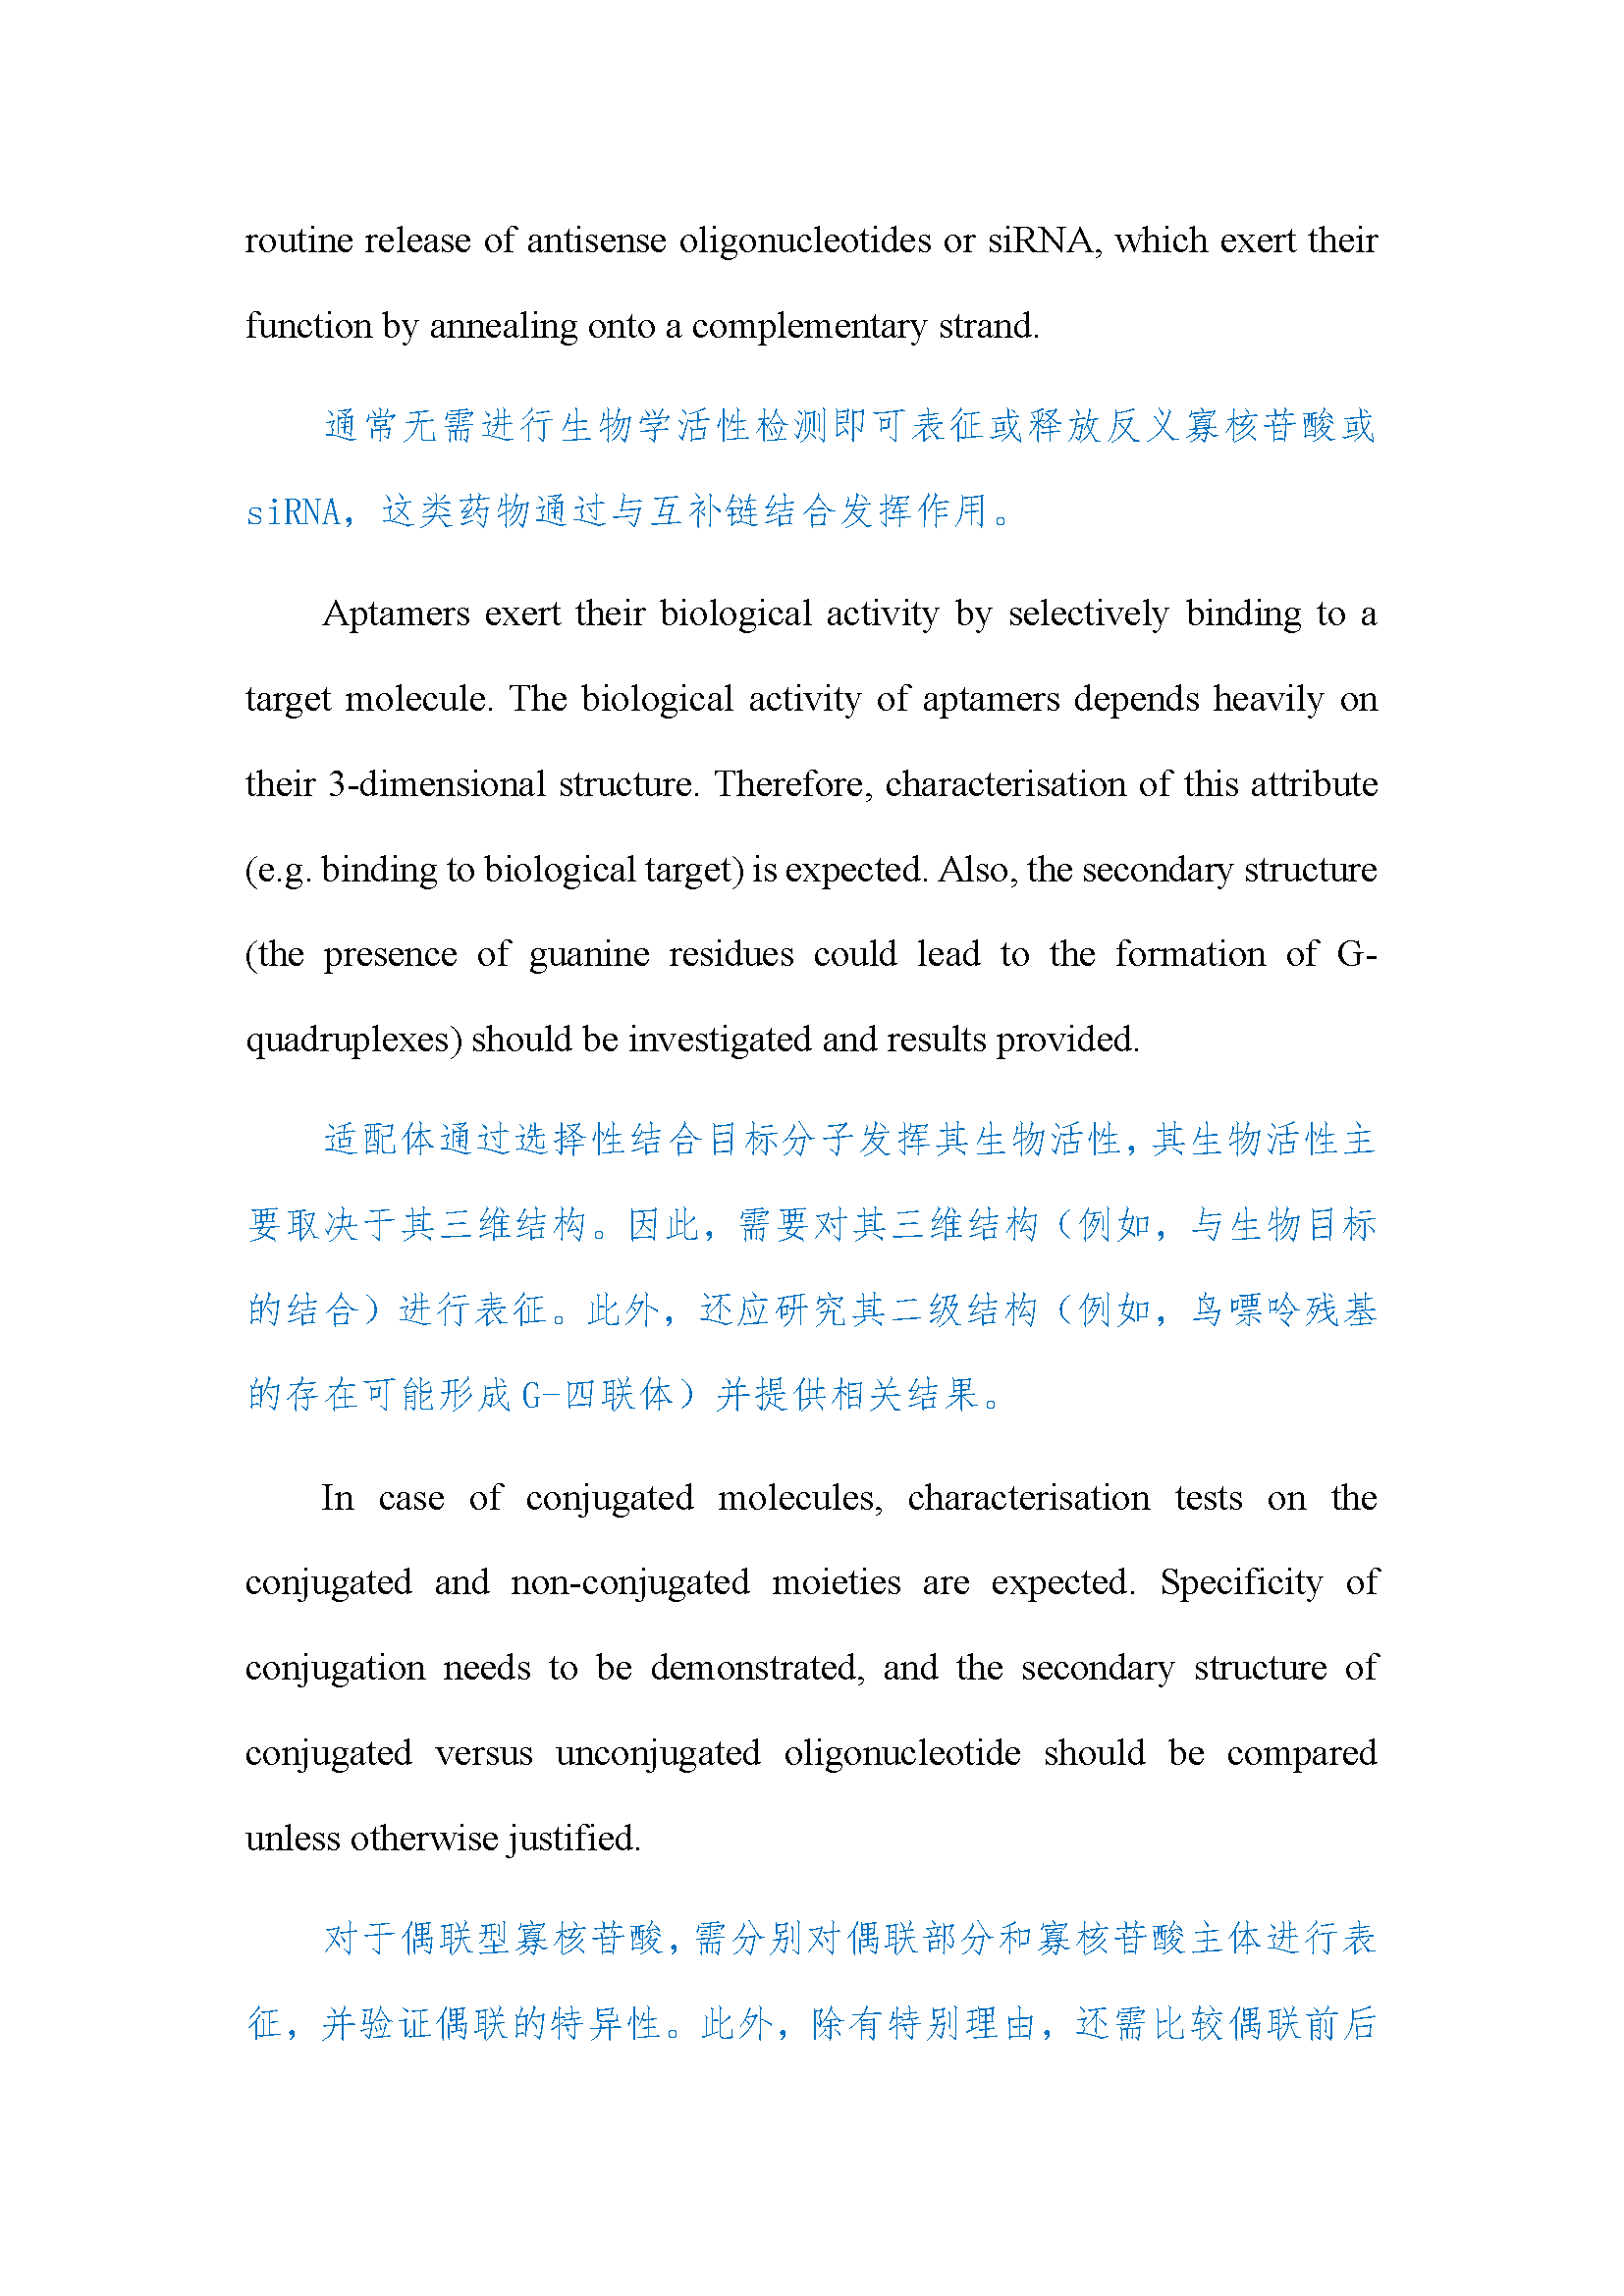 routine release of antisense oligonucleotides or siRNA, which exert their
function by annealing onto a complementary strand.
通常无需进行生物学活性检测即可表征或释放反义寡核苷酸或
siRNA，这类药物通过与互补链结合发挥作用。
Aptamers exert their biological activity by selectively binding to a
target molecule. The biological activity of aptamers depends heavily on
their 3-dimensional structure. Therefore, characterisation of this attribute
(e.g. binding to biological target) is expected. Also, the secondary structure
(the presence of guanine residues could lead to the formation of G-
quadruplexes) should be investigated and results provided.
适配体通过选择性结合目标分子发挥其生物活性，其生物活性主
要取决于其三维结构。因此，需要对其三维结构（例如，与生物目标
的结合）进行表征。此外，还应研究其二级结构（例如，鸟嘌呤残基
的存在可能形成 G-四联体）并提供相关结果。
In case of conjugated molecules, characterisation tests on the
conjugated and non-conjugated moieties are expected. Specificity of
conjugation needs to be demonstrated, and the secondary structure of
conjugated versus unconjugated oligonucleotide should be compared
unless otherwise justified.
对于偶联型寡核苷酸，需分别对偶联部分和寡核苷酸主体进行表
征，并验证偶联的特异性。此外，除有特别理由，还需比较偶联前后